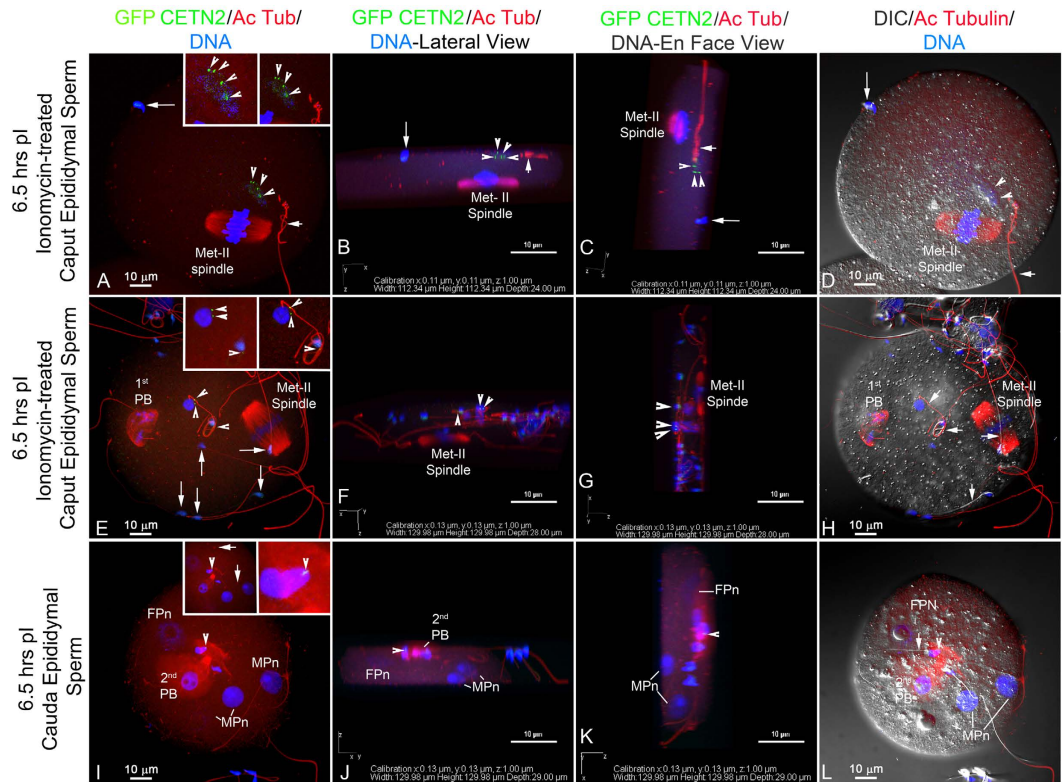 GFP CETN2/Ac Tub/
DNA
GFP CETN2/Ac Tub/
DNA-Lateral View
GFP CETN2/Ac Tub/
DNA-En Face View
DIC/Ac Tubulin/
DNA
6.5 hrs pI
Ionomycin-treated
Caput Epididymal Sperm
Met-II
spindle
A
10 µm
Met- II
Spindle
B
10 µm
Calibration x:0.11 µm, y:0.11 µm, z:1.00 µm
Width:112.34 µm Height:112.34 µm Depth:24.00 µm
Met-II
Spindle
C
10 µm
Calibration x:0.11 µm, y:0.11 µm, z:1.00 µm
Width:112.34 µm Height:112.34 µm Depth:24.00 µm
Met-II
Spindle
D
10 µm
6.5 hrs pI
Ionomycin-treated
Caput Epididymal Sperm
1st
PB
Met-II
Spindle
E
10 µm
Met-II
Spindle
F
10 µm
Calibration x:0.13 µm, y:0.13 µm, z:1.00 µm
Width:129.98 µm Height:129.98 µm Depth:28.00 µm
Met-II
Spindle
G
10 µm
Calibration x:0.13 µm, y:0.13 µm, z:1.00 µm
Width:129.98 µm Height:129.98 µm Depth:28.00 µm
1st
PB
Met-II
Spindle
H
10 µm
6.5 hrs pI
Cauda Epididymal
Sperm
FPn
2nd
PB
MPn
MPn
I
10 µm
2nd
PB
FPn
MPn
J
10 µm
Calibration x:0.13 µm, y:0.13 µm, z:1.00 µm
Width:129.98 µm Height:129.98 µm Depth:29.00 µm
FPn
MPn
K
10 µm
Calibration x:0.13 µm, y:0.13 µm, z:1.00 µm
Width:129.98 µm Height:129.98 µm Depth:29.00 µm
FPN
2nd
PB
MPn
L
10 µm